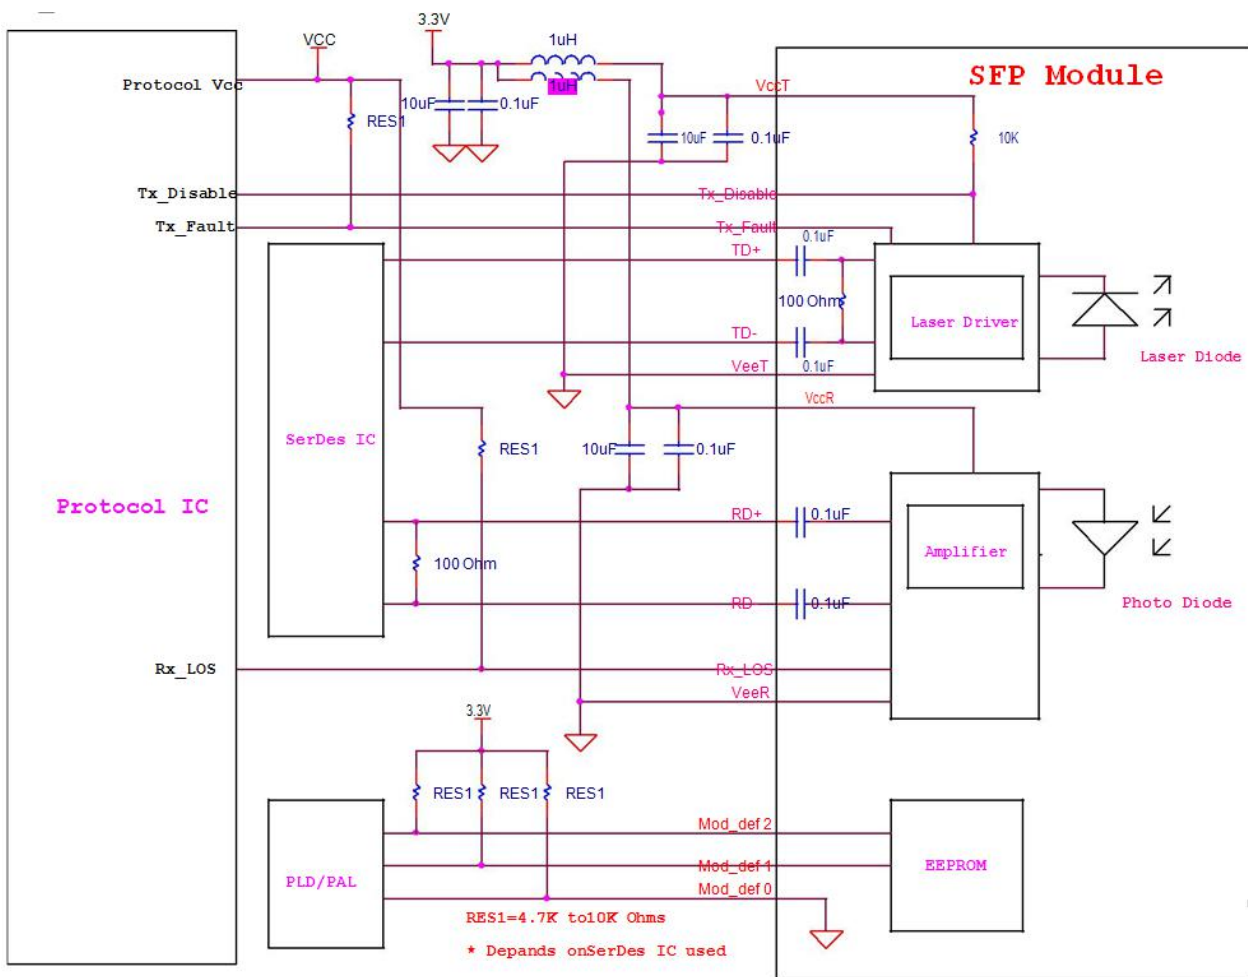 3.3V
1uH
VCC
SFP Module
Protocol Vcc
1uH
VccT
10uF
0.1uF
RES1
10uF
0.1uF
10K
Tx_Disable
Tx_Disable
Tx_Fault
Tx_Fault
0.1uF
TD+
100 Ohm
Laser Driver
TD-
Laser Diode
VeeT
0.1uF
VccR
SerDes IC
RES1
10uF
0.1uF
Protocol IC
RD+
0.1uF
Amplifier
100 Ohm
RD
0.1uF
Photo Diode
Rx_LOS
Rx_LOS
VeeR
3.3V
RES1
RES1
RES1
Mod_def 2
Mod_def 1
EEPROM
PLD/PAL
Mod_def 0
RES1=4.7K to10K Ohms
* Depands onSerDes IC used